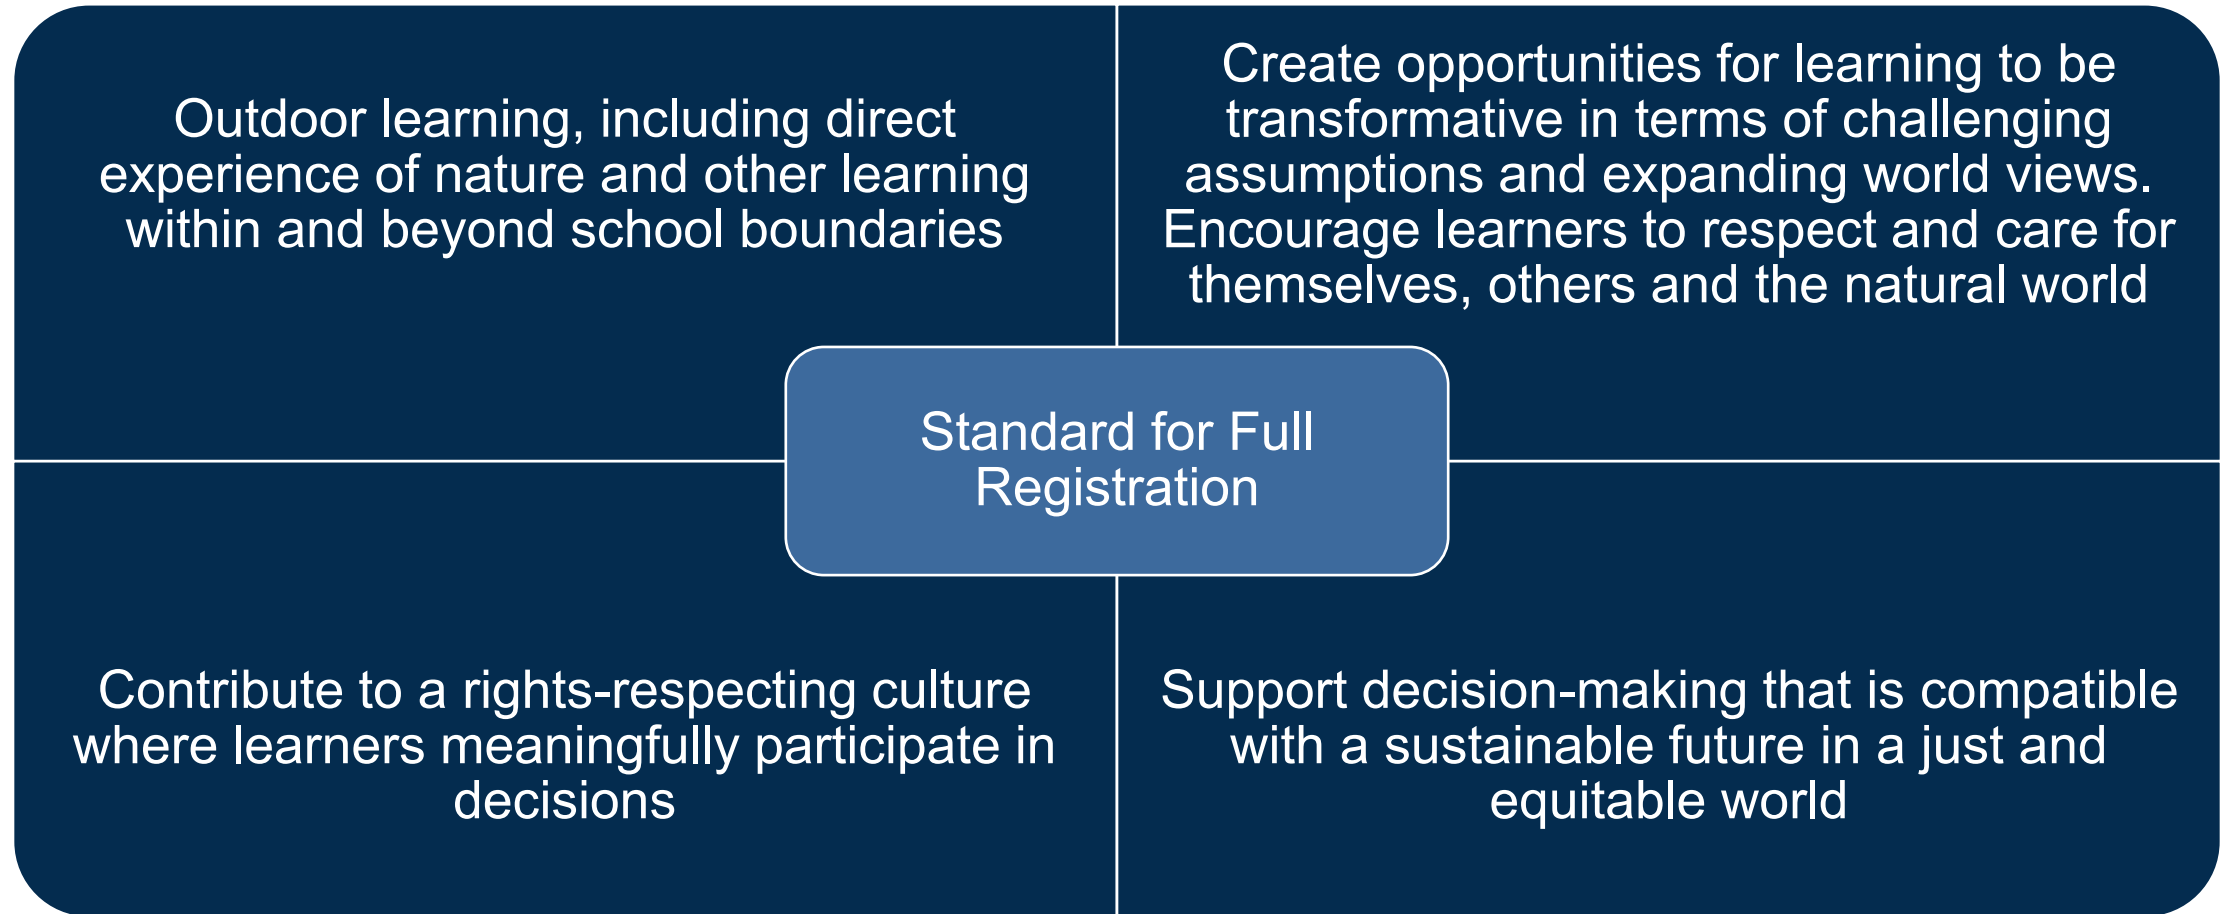 Outdoor learning, including direct
experience of nature and other learning
within and beyond school boundaries
Create opportunities for learning to be
transformative in terms of challenging
assumptions and expanding world views.
Encourage learners to respect and care for
themselves, others and the natural world
Standard for Full
Registration
Contribute to a rights-respecting culture
where learners meaningfully participate in
decisions
Support decision-making that is compatible
with a sustainable future in a just and
equitable world